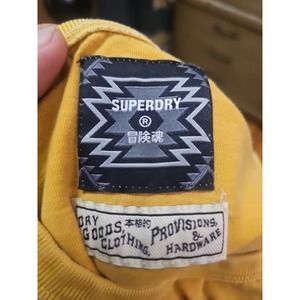 SUPERDRY
®
冒険魂
DRY GOODS, CLOTHING,
本格的
PROVISIONS, & HARDWARE